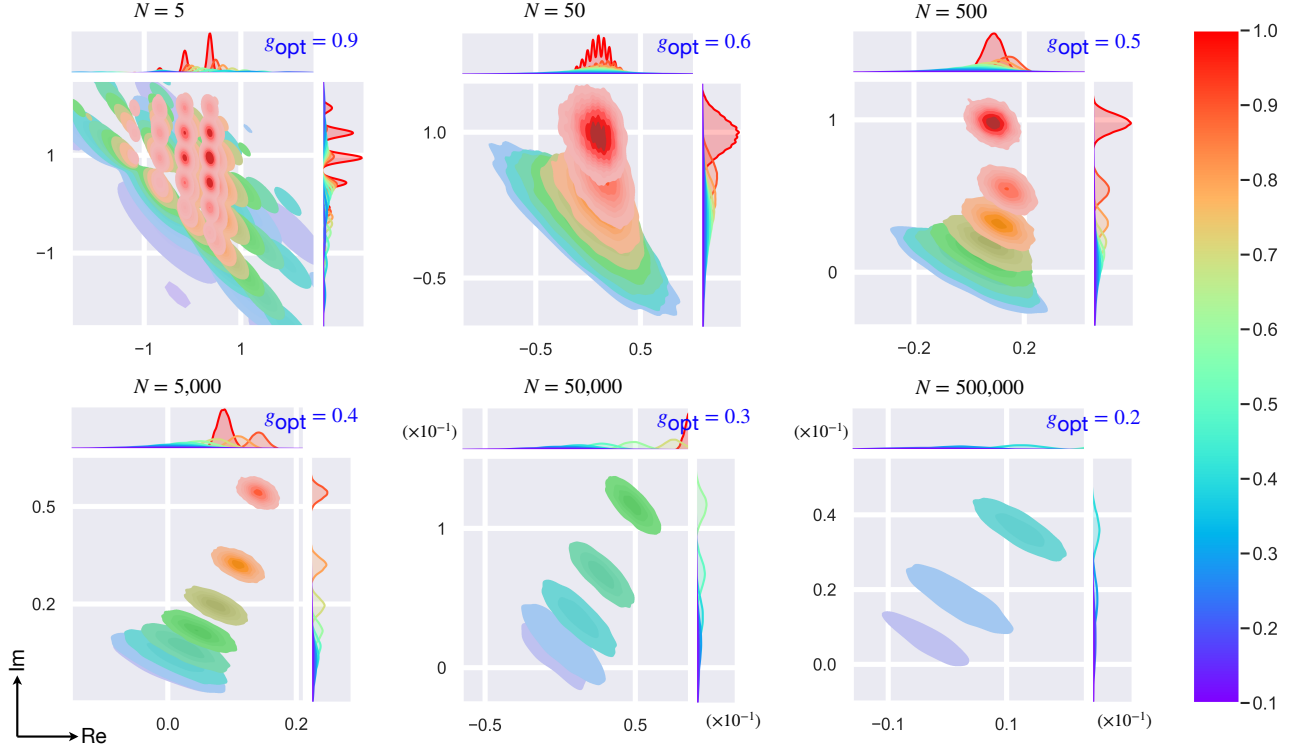 N = 5
g_opt = 0.9
1
−1
−1
1
N = 50
g_opt = 0.6
1.0
−0.5
−0.5
0.5
N = 500
g_opt = 0.5
1
0
−0.2
0.2
N = 5,000
g_opt = 0.4
0.5
0.2
0.0
0.2
N = 50,000
g_opt = 0.3
(×10⁻¹)
1
0
−0.5
0.5
(×10⁻¹)
N = 500,000
g_opt = 0.2
(×10⁻¹)
0.4
0.2
0.0
−0.1
0.1
(×10⁻¹)
Im
Re
1.0
0.9
0.8
0.7
0.6
0.5
0.4
0.3
0.2
0.1